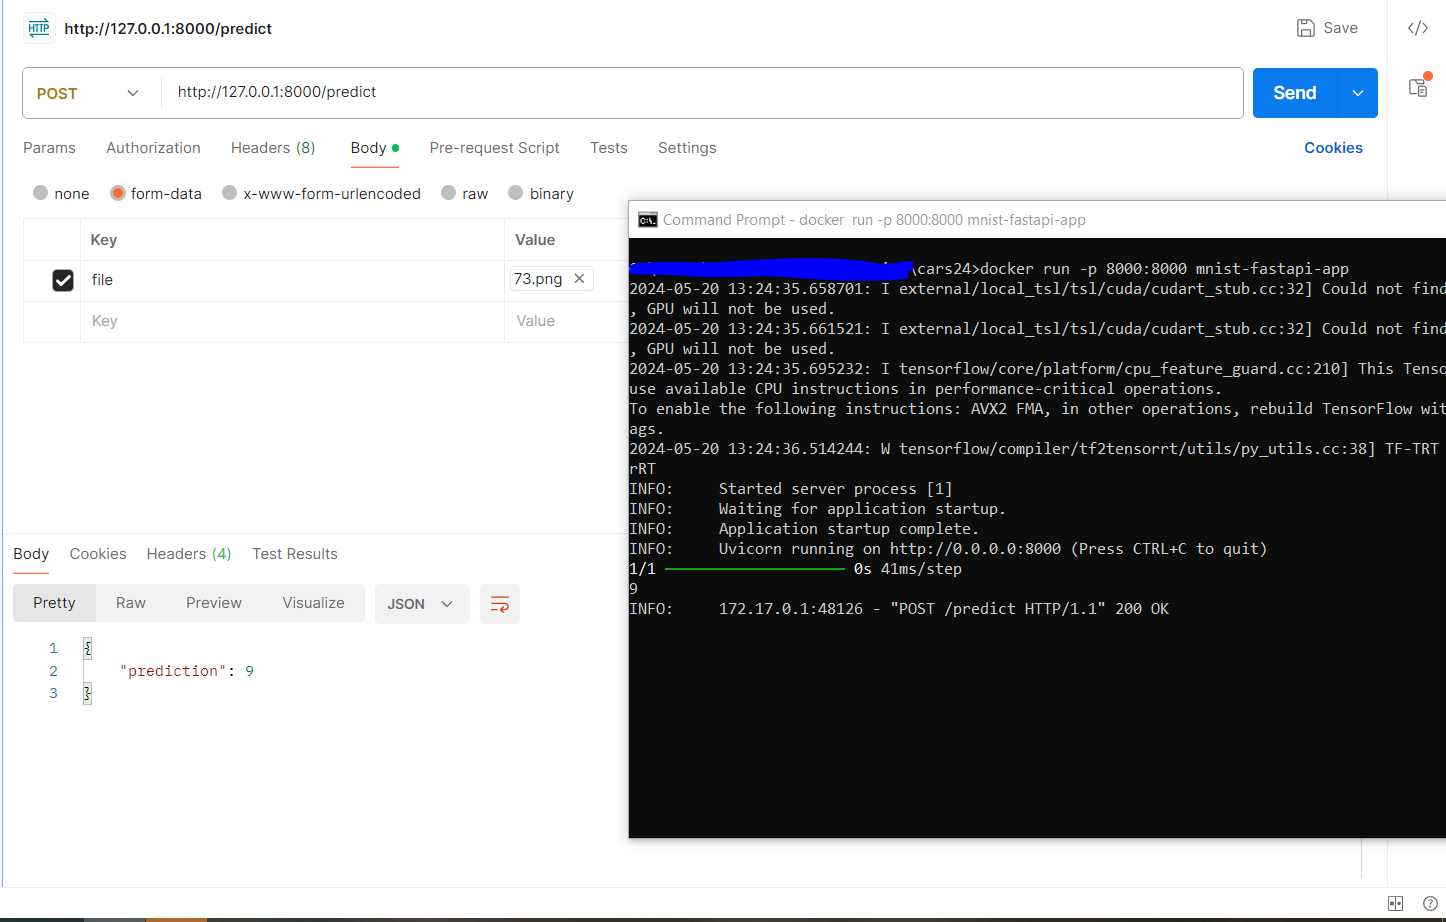 HTTP http://127.0.0.1:8000/predict
Save
POST http://127.0.0.1:8000/predict
Send
Params Authorization Headers (8) Body Pre-request Script Tests Settings
Cookies
none form-data x-www-form-urlencoded raw binary
Key Value
file 73.png
Key Value
Body Cookies Headers (4) Test Results
Pretty Raw Preview Visualize JSON
1 {
2 "prediction": 9
3 }
Command Prompt - docker run -p 8000:8000 mnist-fastapi-app
\cars24>docker run -p 8000:8000 mnist-fastapi-app
2024-05-20 13:24:35.658701: I external/local_tsl/tsl/cuda/cudart_stub.cc:32] Could not find
, GPU will not be used.
2024-05-20 13:24:35.661521: I external/local_tsl/tsl/cuda/cudart_stub.cc:32] Could not find
, GPU will not be used.
2024-05-20 13:24:35.695232: I tensorflow/core/platform/cpu_feature_guard.cc:210] This Tenso
use available CPU instructions in performance-critical operations.
To enable the following instructions: AVX2 FMA, in other operations, rebuild TensorFlow wit
ags.
2024-05-20 13:24:36.514244: W tensorflow/compiler/tf2tensorrt/utils/py_utils.cc:38] TF-TRT
rRT
INFO: Started server process [1]
INFO: Waiting for application startup.
INFO: Application startup complete.
INFO: Uvicorn running on http://0.0.0.0:8000 (Press CTRL+C to quit)
1/1 0s 41ms/step
9
INFO: 172.17.0.1:48126 - "POST /predict HTTP/1.1" 200 OK